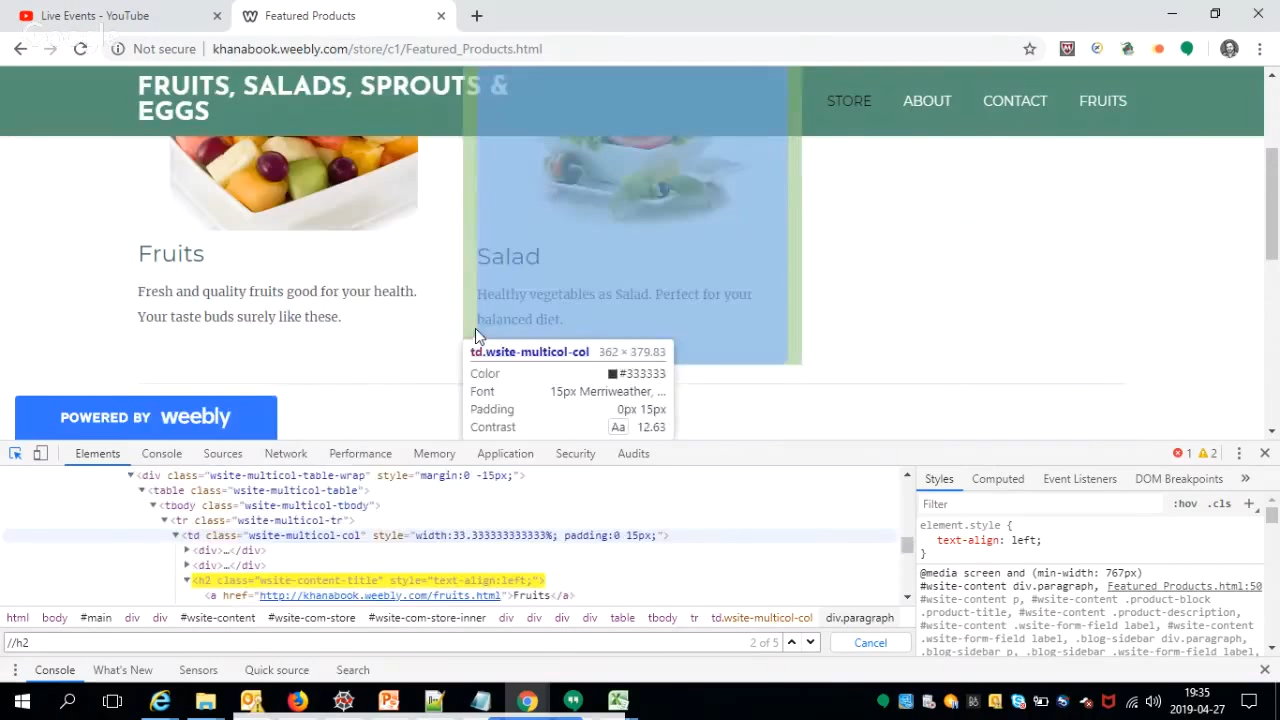 Live Events - YouTube
Featured Products
Google
Not secure
khanabook.weebly.com/store/c1/Featured_Products.html
FRUITS, SALADS, SPROUTS &
EGGS
STORE
ABOUT
CONTACT
FRUITS
Fruits
Fresh and quality fruits good for your health.
Your taste buds surely like these.
Salad
Healthy vegetables as Salad. Perfect for your
balanced diet.
td.wsite-multicol-col 362 × 379.83
Color #333333
Font 15px Merriweather, ...
Padding 0px 15px
Contrast Aa 12.63
POWERED BY weebly
Elements Console Sources Network Performance Memory Application Security Audits 1 2
<div class="wsite-multicol-table-wrap" style="margin:0 -15px;">
<table class="wsite-multicol-table">
<tbody class="wsite-multicol-tbody">
<tr class="wsite-multicol-tr">
<td class="wsite-multicol-col" style="width:33.333333333333%; padding:0 15px;">
<div>…</div>
<div>…</div>
<h2 class="wsite-content-title" style="text-align:left;">
<a href="http://khanabook.weebly.com/fruits.html">Fruits</a>
html body #main div div #wsite-content #wsite-com-store #wsite-com-store-inner div div div div table tbody tr td.wsite-multicol-col div.paragraph
//h2 2 of 5 Cancel
Styles Computed Event Listeners DOM Breakpoints »
Filter :hov .cls +
element.style {
text-align: left;
}
@media screen and (min-width: 767px)
#wsite-content div.paragraph, Featured Products.html:50
#wsite-content p, #wsite-content .product-block
.product-title, #wsite-content .product-description,
#wsite-content .wsite-form-field label,
.wsite-form-field label, .blog-sidebar div.paragraph,
.blog-sidebar p, .blog-sidebar .wsite-form-field label,
Console What's New Sensors Quick source Search
19:35
2019-04-27